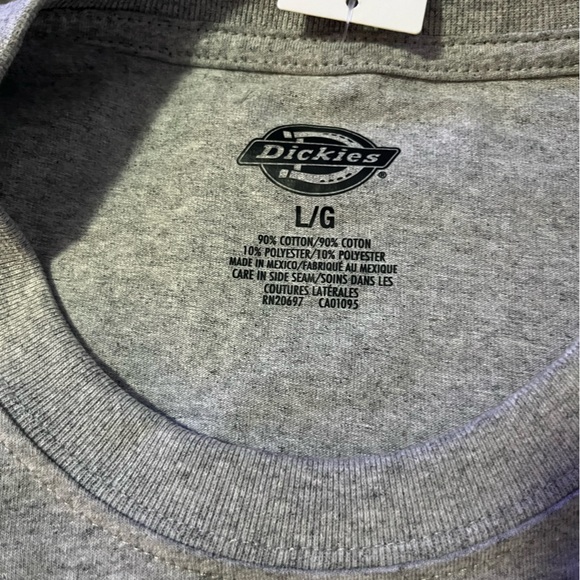 Dickies®
L/G
90% COTTON/90% COTON
10% POLYESTER/10% POLYESTER
MADE IN MEXICO/FABRIQUÉ AU MEXIQUE
CARE IN SIDE SEAM/SOINS DANS LES
COUTURES LATÉRALES
RN20697 CA01095